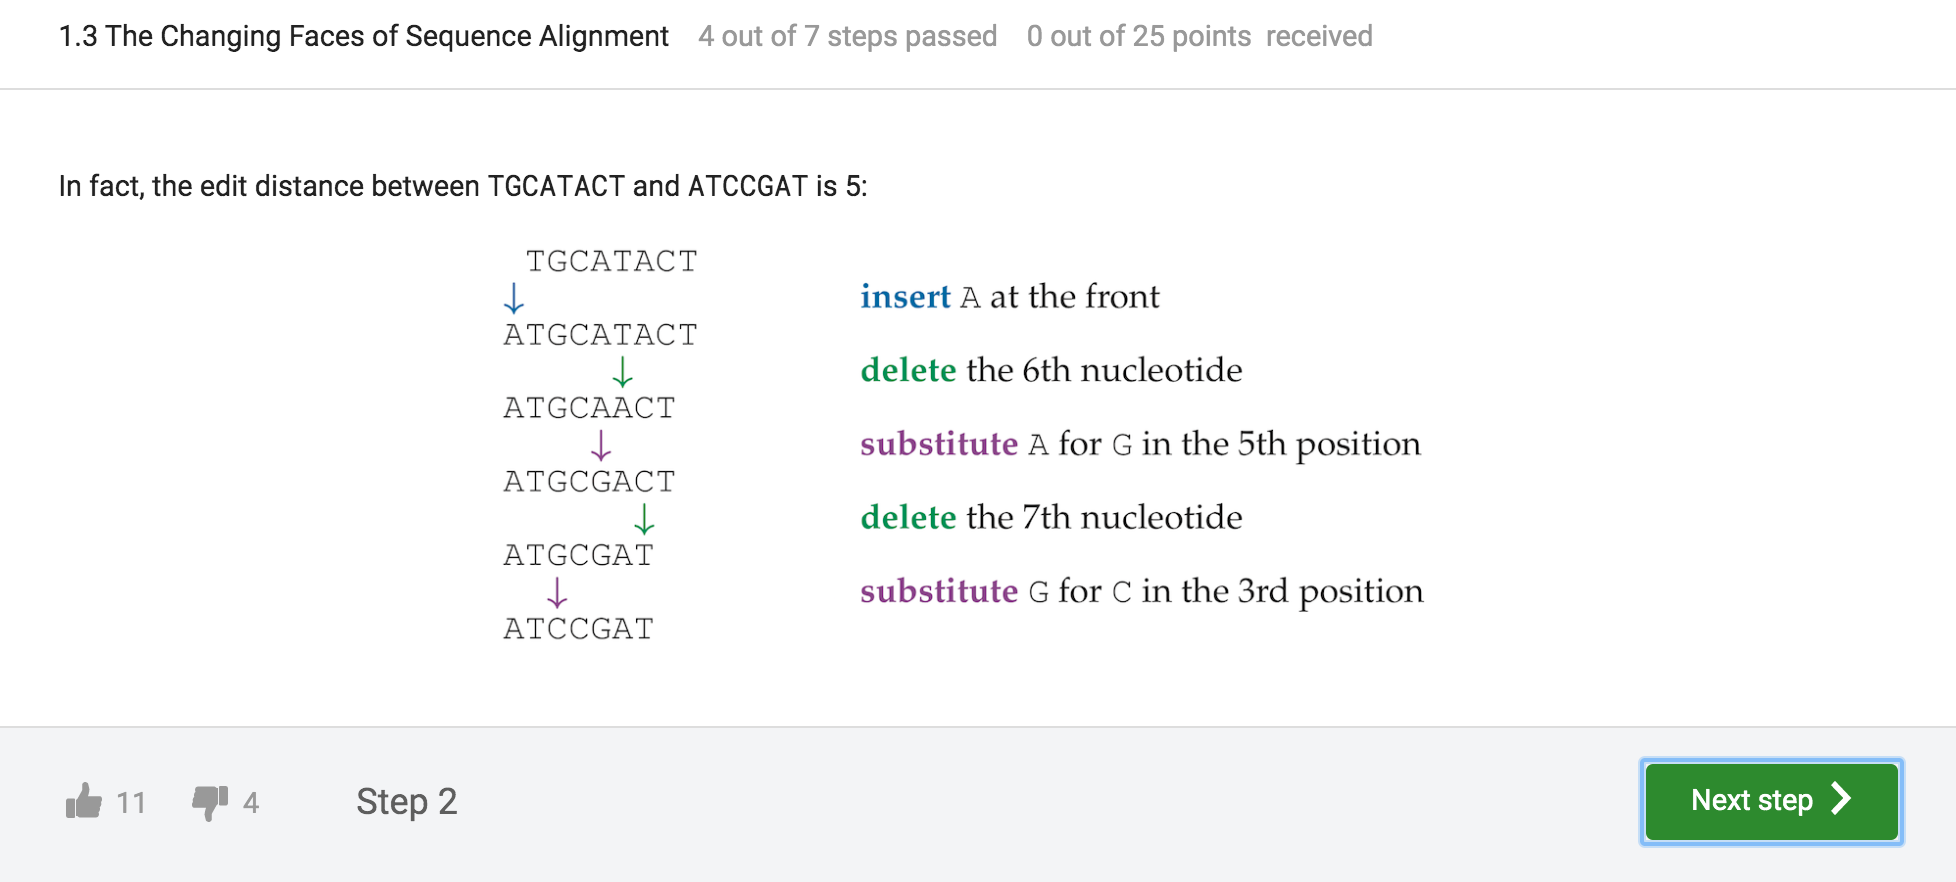 1.3 The Changing Faces of Sequence Alignment 4 out of 7 steps passed 0 out of 25 points received
In fact, the edit distance between TGCATACT and ATCCGAT is 5:
TGCATACT
insert A at the front
ATGCATACT
delete the 6th nucleotide
ATGCAACT
substitute A for G in the 5th position
ATGCGACT
delete the 7th nucleotide
ATGCGAT
substitute G for C in the 3rd position
ATCCGAT
11 4 Step 2 Next step